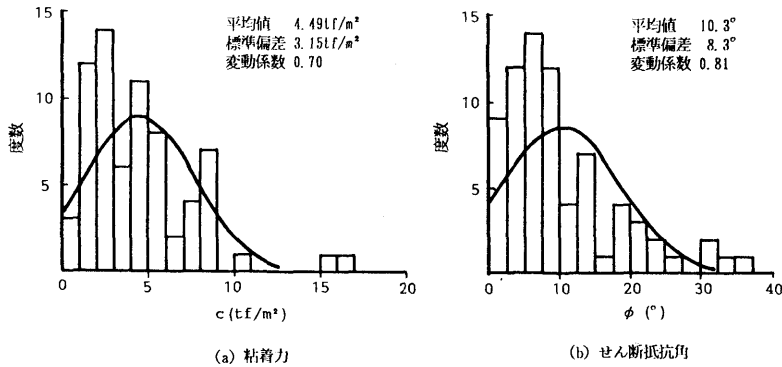 平均値 4.49tf/m²
標準偏差 3.15tf/m²
変動係数 0.70
度数
15
10
5
0 5 10 15 20
c (tf/m²)
(a) 粘着力
平均値 10.3°
標準偏差 8.3°
変動係数 0.81
度数
15
10
5
0 10 20 30 40
φ (°)
(b) せん断抵抗角